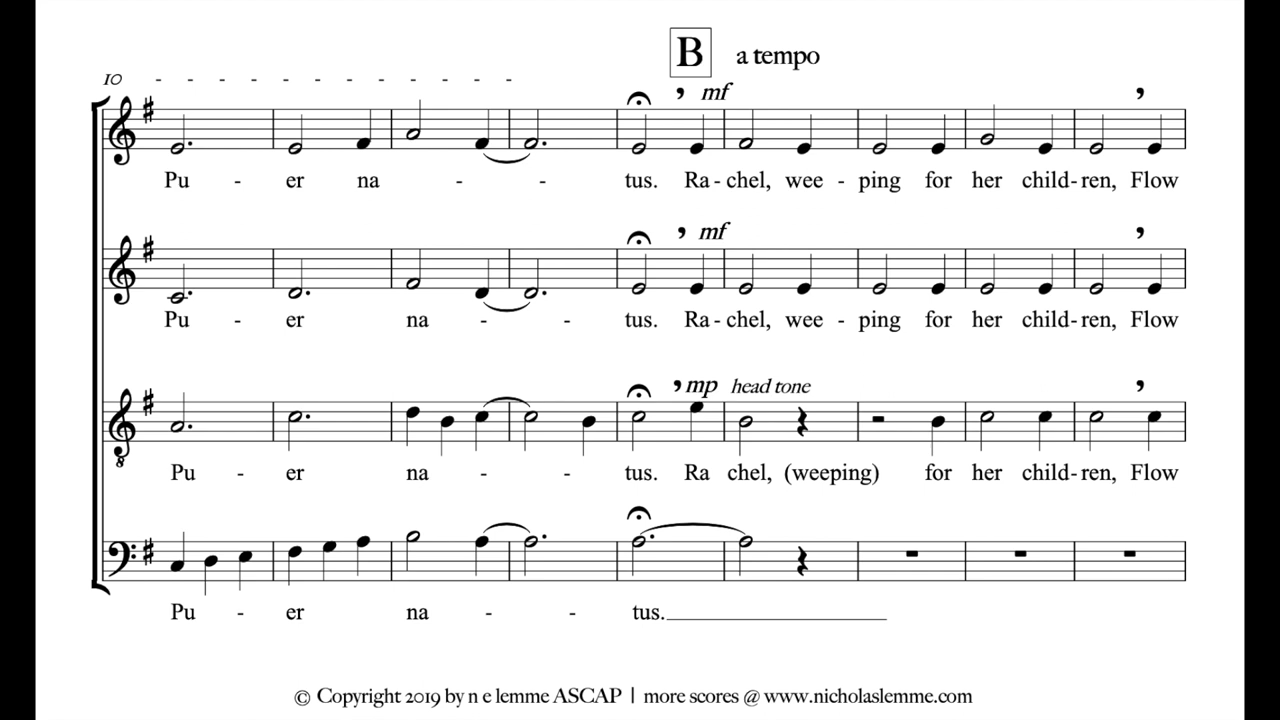 B a tempo
10 - - - - - - - - - - - -
mf
Pu - er na - - tus. Ra - chel, wee - ping for her child - ren, Flow
mf
Pu - er na - - tus. Ra - chel, wee - ping for her child - ren, Flow
mp head tone
Pu - er na - - tus. Ra chel, (weeping) for her child - ren, Flow
Pu - er na - - tus.
© Copyright 2019 by n e lemme ASCAP | more scores @ www.nicholaslemme.com